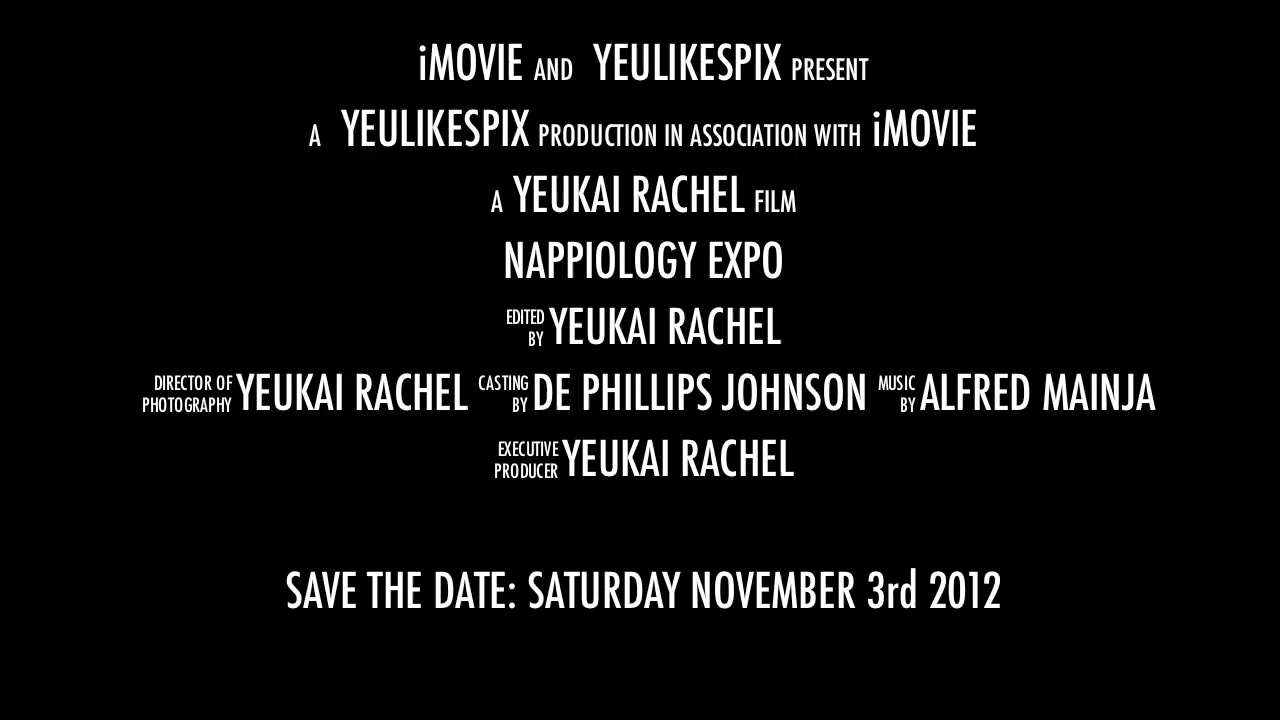 iMOVIE AND YEULIKESPIX PRESENT
A YEULIKESPIX PRODUCTION IN ASSOCIATION WITH iMOVIE
A YEUKAI RACHEL FILM
NAPPIOLOGY EXPO
EDITED BY YEUKAI RACHEL
DIRECTOR OF PHOTOGRAPHY YEUKAI RACHEL CASTING BY DE PHILLIPS JOHNSON MUSIC BY ALFRED MAINJA
EXECUTIVE PRODUCER YEUKAI RACHEL
SAVE THE DATE: SATURDAY NOVEMBER 3rd 2012